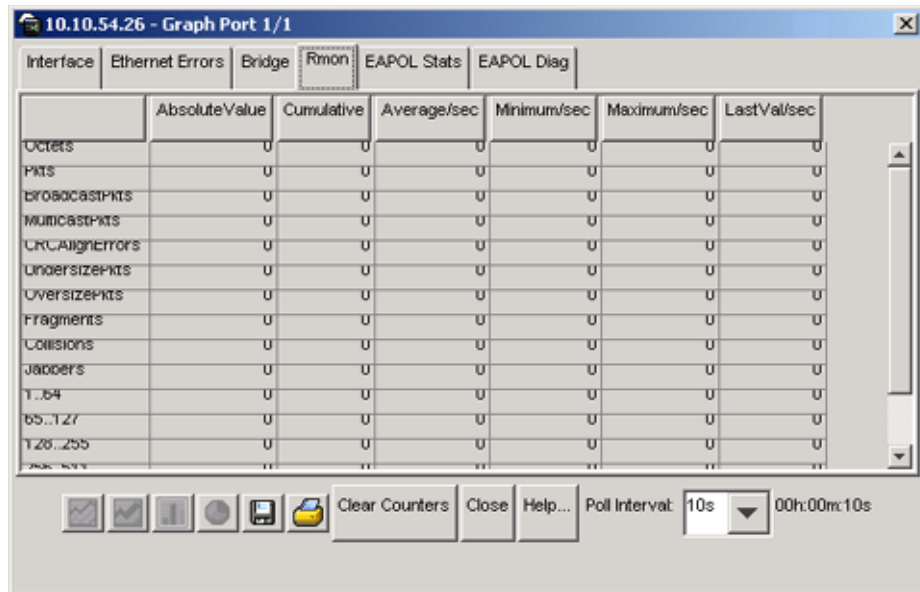 10.10.54.26 - Graph Port 1/1
Interface Ethernet Errors Bridge Rmon EAPOL Stats EAPOL Diag
AbsoluteValue Cumulative Average/sec Minimum/sec Maximum/sec LastVal/sec
Octets 0 0 0 0 0 0
Pkts 0 0 0 0 0 0
BroadcastPkts 0 0 0 0 0 0
MulticastPkts 0 0 0 0 0 0
CRCAlignErrors 0 0 0 0 0 0
UndersizePkts 0 0 0 0 0 0
OversizePkts 0 0 0 0 0 0
Fragments 0 0 0 0 0 0
Collisions 0 0 0 0 0 0
Jabbers 0 0 0 0 0 0
1..64 0 0 0 0 0 0
65..127 0 0 0 0 0 0
128..255 0 0 0 0 0 0
Clear Counters Close Help... Poll Interval: 10s 00h:00m:10s